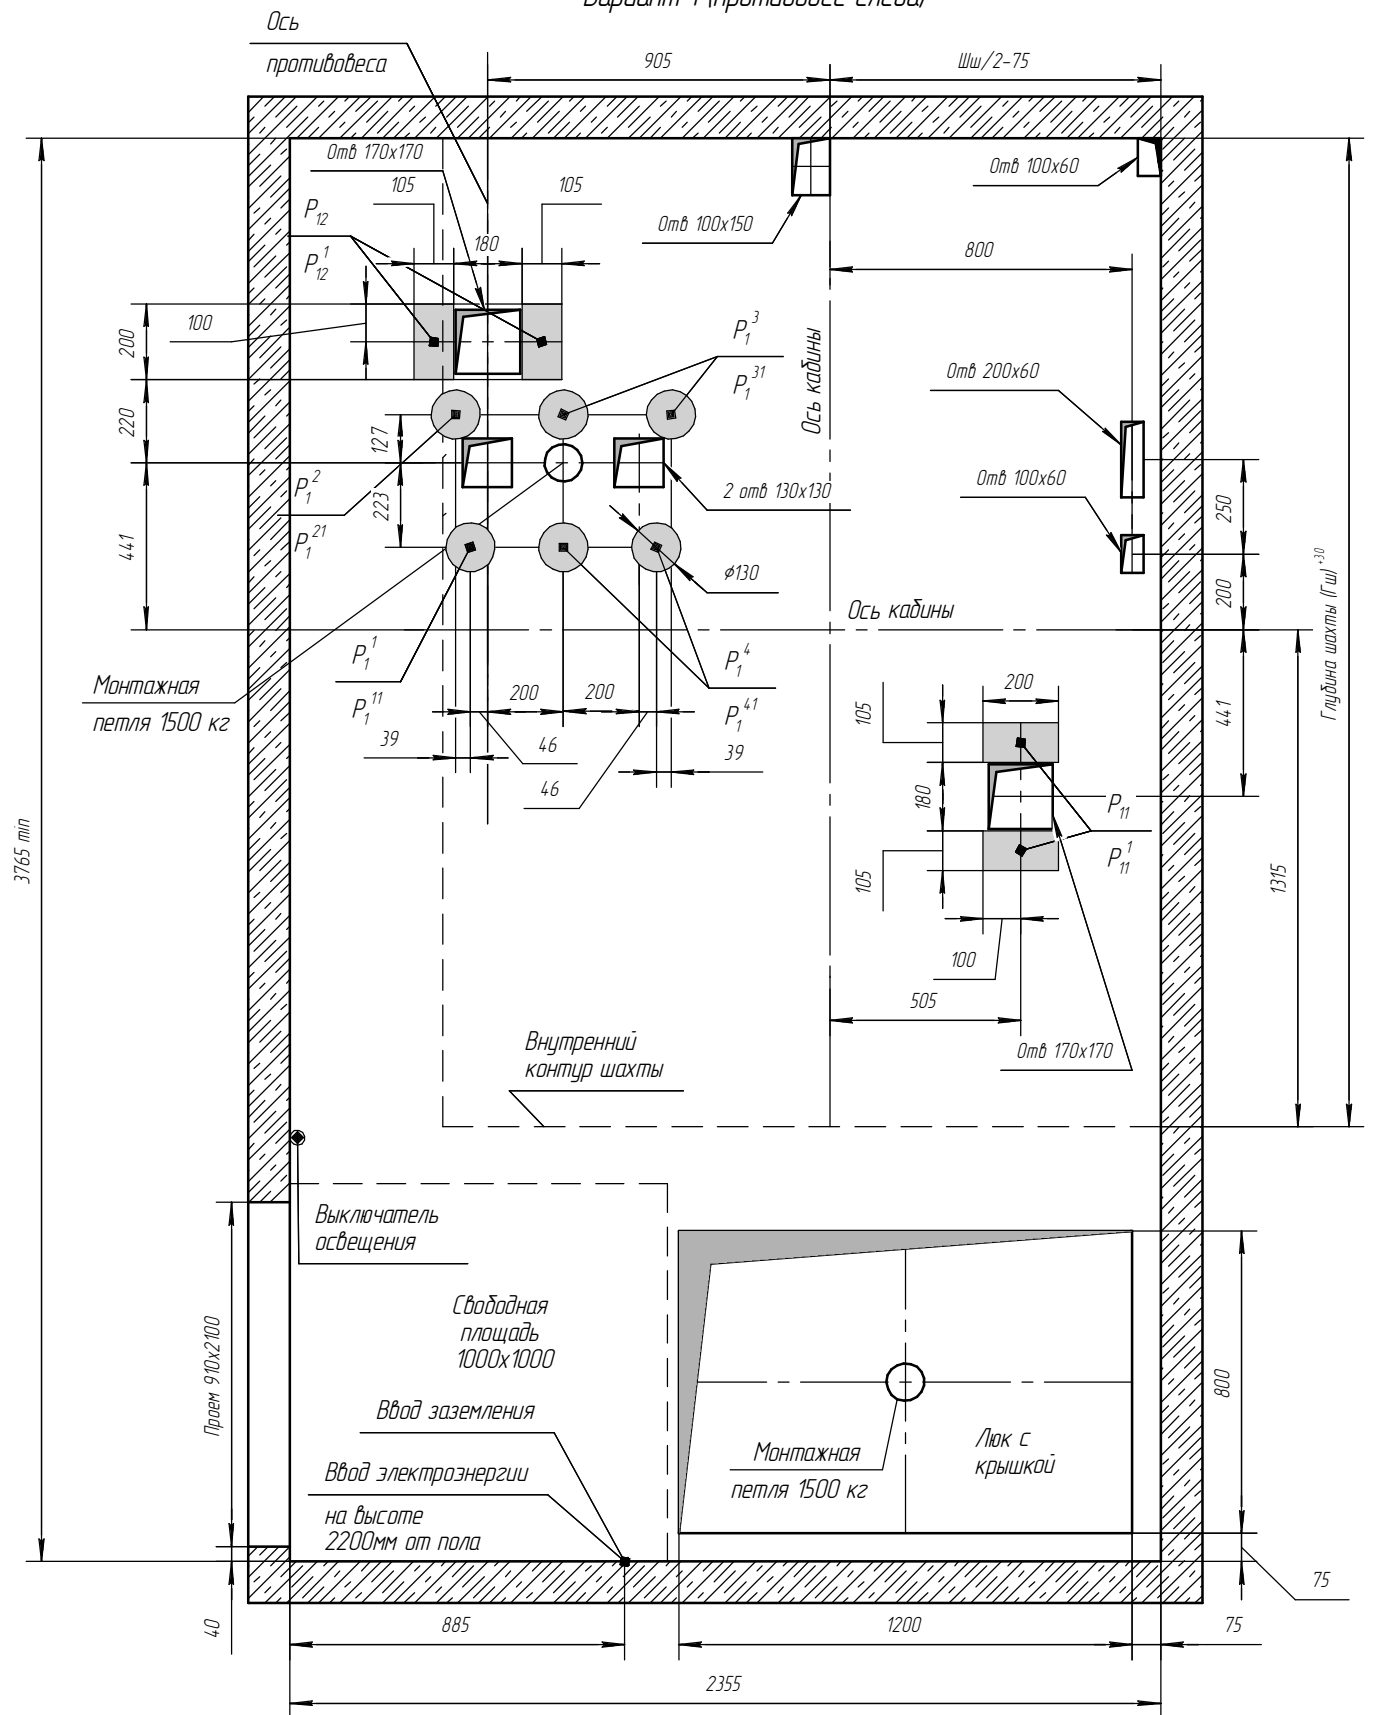 Вариант 1 (противовес слева)
Ось
противовеса
905
Шш/2-75
Отв 170х170
105
105
180
Отв 100х150
Отв 100х60
P12
P12 1
800
100
200
220
441
127
223
P1 3
P1 31
Ось кабины
Отв 200х60
Отв 100х60
2 отв 130х130
P1 2
P1 21
250
200
441
1315
Глубина шахты (Гш) +30
ϕ130
Ось кабины
P1 1
P1 11
P1 4
P1 41
Монтажная
петля 1500 кг
200
200
39
46
46
39
200
105
180
105
P11
P11 1
100
505
Отв 170х170
3765 min
Внутренний
контур шахты
Выключатель
освещения
Свободная
площадь
1000х1000
Проем 910х2100
Ввод заземления
Ввод электроэнергии
на высоте
2200мм от пола
Монтажная
петля 1500 кг
Люк с
крышкой
800
75
40
885
1200
75
2355